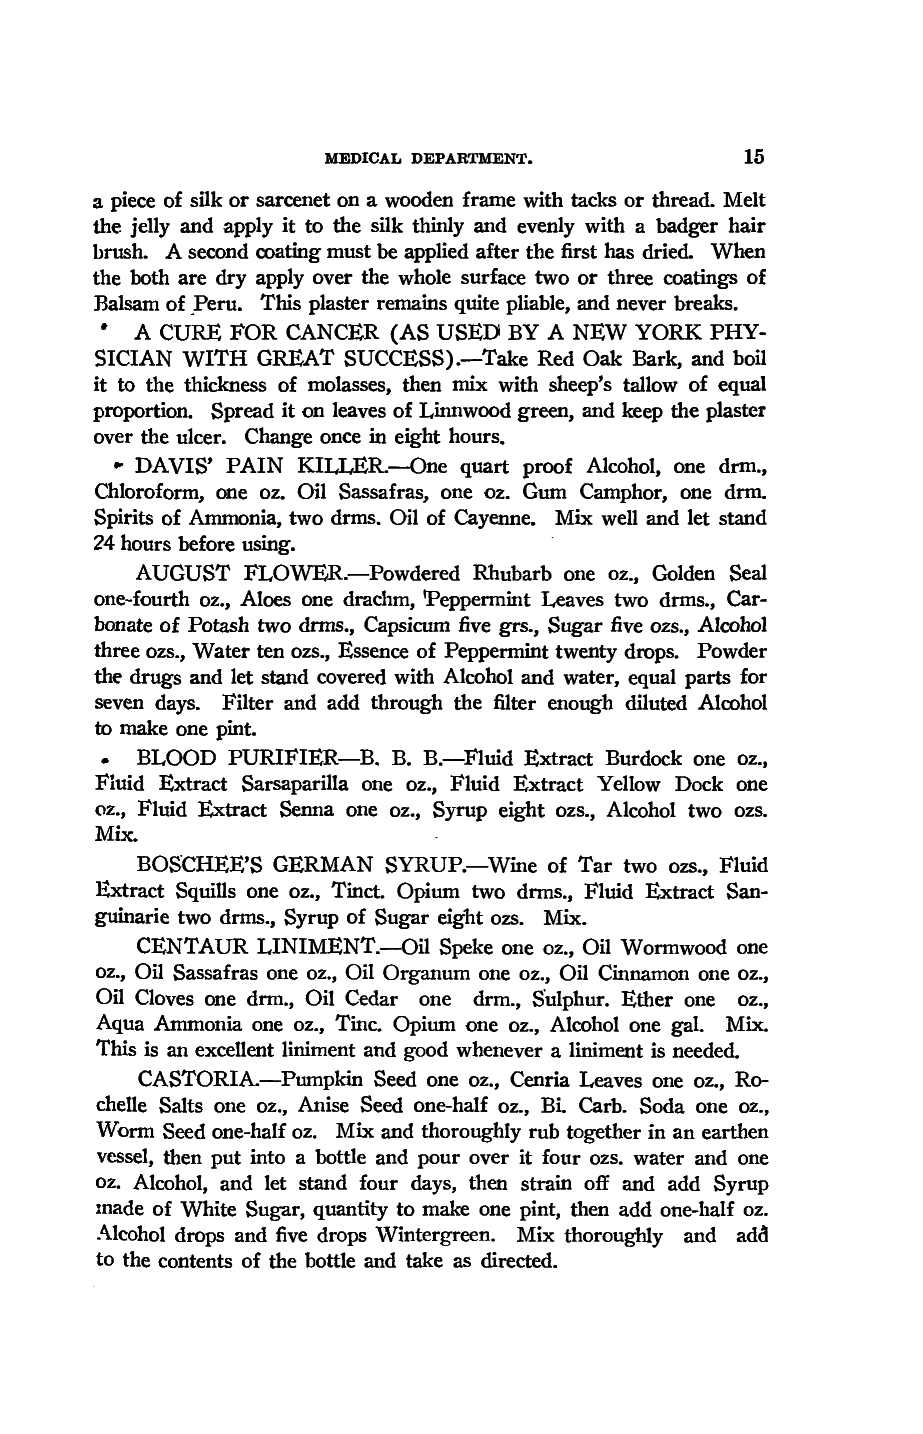 MEDICAL DEPARTMENT. 15
a piece of silk or sarcenet on a wooden frame with tacks or thread. Melt
the jelly and apply it to the silk thinly and evenly with a badger hair
brush. A second coating must be applied after the first has dried. When
the both are dry apply over the whole surface two or three coatings of
Balsam of Peru. This plaster remains quite pliable, and never breaks.
A CURE FOR CANCER (AS USED BY A NEW YORK PHY-
SICIAN WITH GREAT SUCCESS).—Take Red Oak Bark, and boil
it to the thickness of molasses, then mix with sheep's tallow of equal
proportion. Spread it on leaves of Linnwood green, and keep the plaster
over the ulcer. Change once in eight hours.
DAVIS' PAIN KILLER.—One quart proof Alcohol, one drm.,
Chloroform, one oz. Oil Sassafras, one oz. Gum Camphor, one drm.
Spirits of Ammonia, two drms. Oil of Cayenne. Mix well and let stand
24 hours before using.
AUGUST FLOWER.—Powdered Rhubarb one oz., Golden Seal
one-fourth oz., Aloes one drachm, Peppermint Leaves two drms., Car-
bonate of Potash two drms., Capsicum five grs., Sugar five ozs., Alcohol
three ozs., Water ten ozs., Essence of Peppermint twenty drops. Powder
the drugs and let stand covered with Alcohol and water, equal parts for
seven days. Filter and add through the filter enough diluted Alcohol
to make one pint.
BLOOD PURIFIER—B. B. B.—Fluid Extract Burdock one oz.,
Fluid Extract Sarsaparilla one oz., Fluid Extract Yellow Dock one
oz., Fluid Extract Senna one oz., Syrup eight ozs., Alcohol two ozs.
Mix.
BOSCHEE'S GERMAN SYRUP.—Wine of Tar two ozs., Fluid
Extract Squills one oz., Tinct. Opium two drms., Fluid Extract San-
guinarie two drms., Syrup of Sugar eight ozs. Mix.
CENTAUR LINIMENT.—Oil Speke one oz., Oil Wormwood one
oz., Oil Sassafras one oz., Oil Organum one oz., Oil Cinnamon one oz.,
Oil Cloves one drm., Oil Cedar one drm., Sulphur. Ether one oz.,
Aqua Ammonia one oz., Tinc. Opium one oz., Alcohol one gal. Mix.
This is an excellent liniment and good whenever a liniment is needed.
CASTORIA.—Pumpkin Seed one oz., Cenria Leaves one oz., Ro-
chelle Salts one oz., Anise Seed one-half oz., Bi. Carb. Soda one oz.,
Worm Seed one-half oz. Mix and thoroughly rub together in an earthen
vessel, then put into a bottle and pour over it four ozs. water and one
oz. Alcohol, and let stand four days, then strain off and add Syrup
made of White Sugar, quantity to make one pint, then add one-half oz.
Alcohol drops and five drops Wintergreen. Mix thoroughly and add
to the contents of the bottle and take as directed.